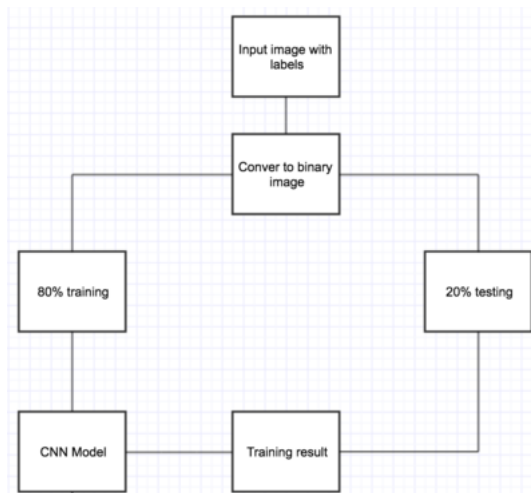 Input image with
labels
Conver to binary
image
80% training
20% testing
CNN Model
Training result